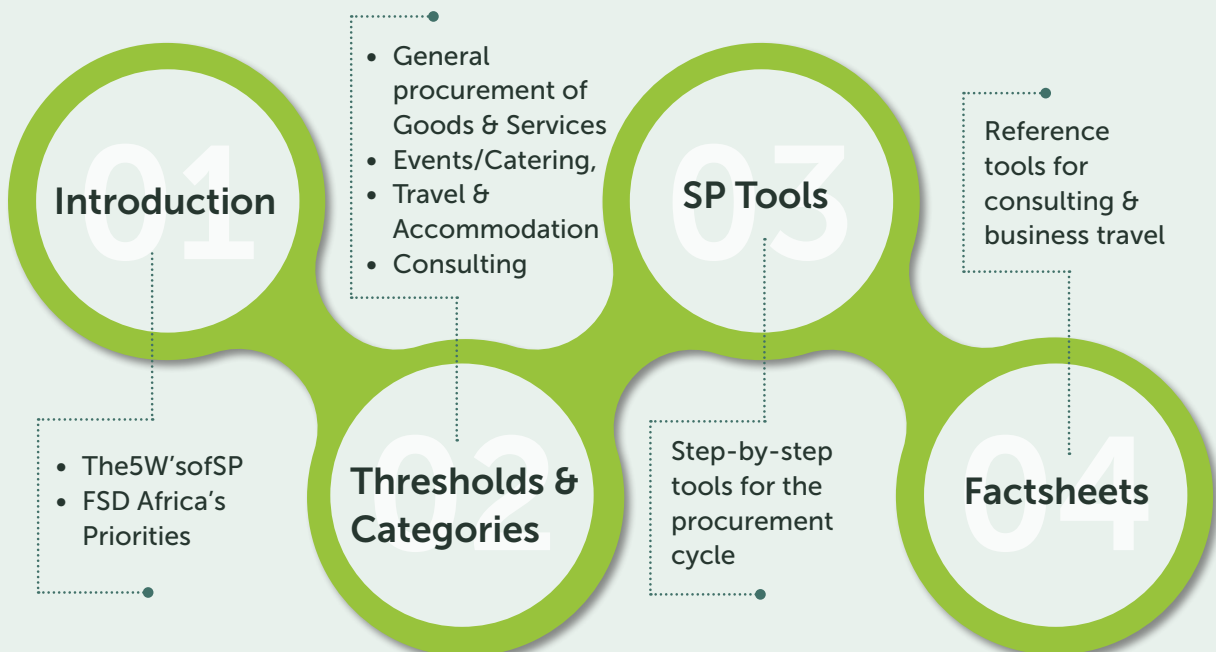 01
Introduction
• The5W'sofSP
• FSD Africa's
Priorities
• General
procurement of
Goods & Services
• Events/Catering,
• Travel &
Accommodation
• Consulting
02
Thresholds &
Categories
03
SP Tools
Step-by-step
tools for the
procurement
cycle
Reference
tools for
consulting &
business travel
04
Factsheets